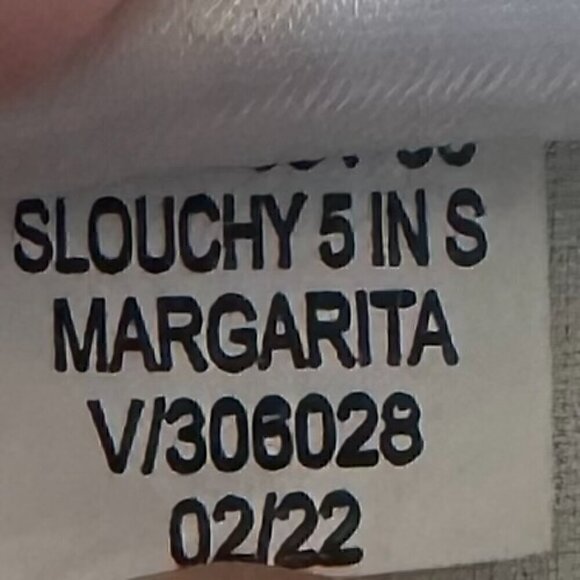 SLOUCHY 5 IN S
MARGARITA
V/306028
02/22